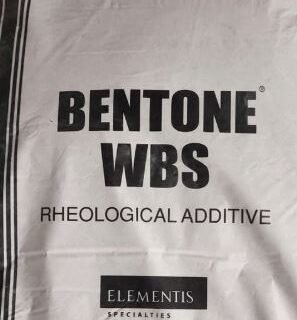 BENTONE®
WBS
RHEOLOGICAL ADDITIVE
ELEMENTIS
SPECIALTIES